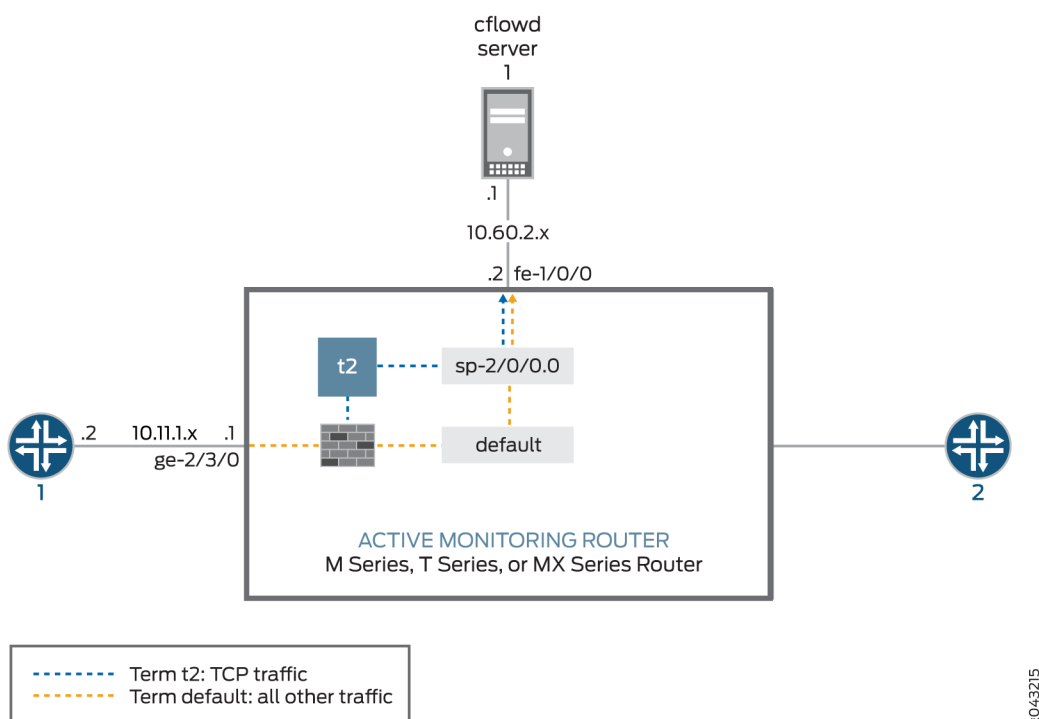 cflowd
server
1
.1
10.60.2.x
.2 fe-1/0/0
t2
sp-2/0/0.0
.2 10.11.1.x .1
ge-2/3/0
default
1
2
ACTIVE MONITORING ROUTER
M Series, T Series, or MX Series Router
Term t2: TCP traffic
Term default: all other traffic